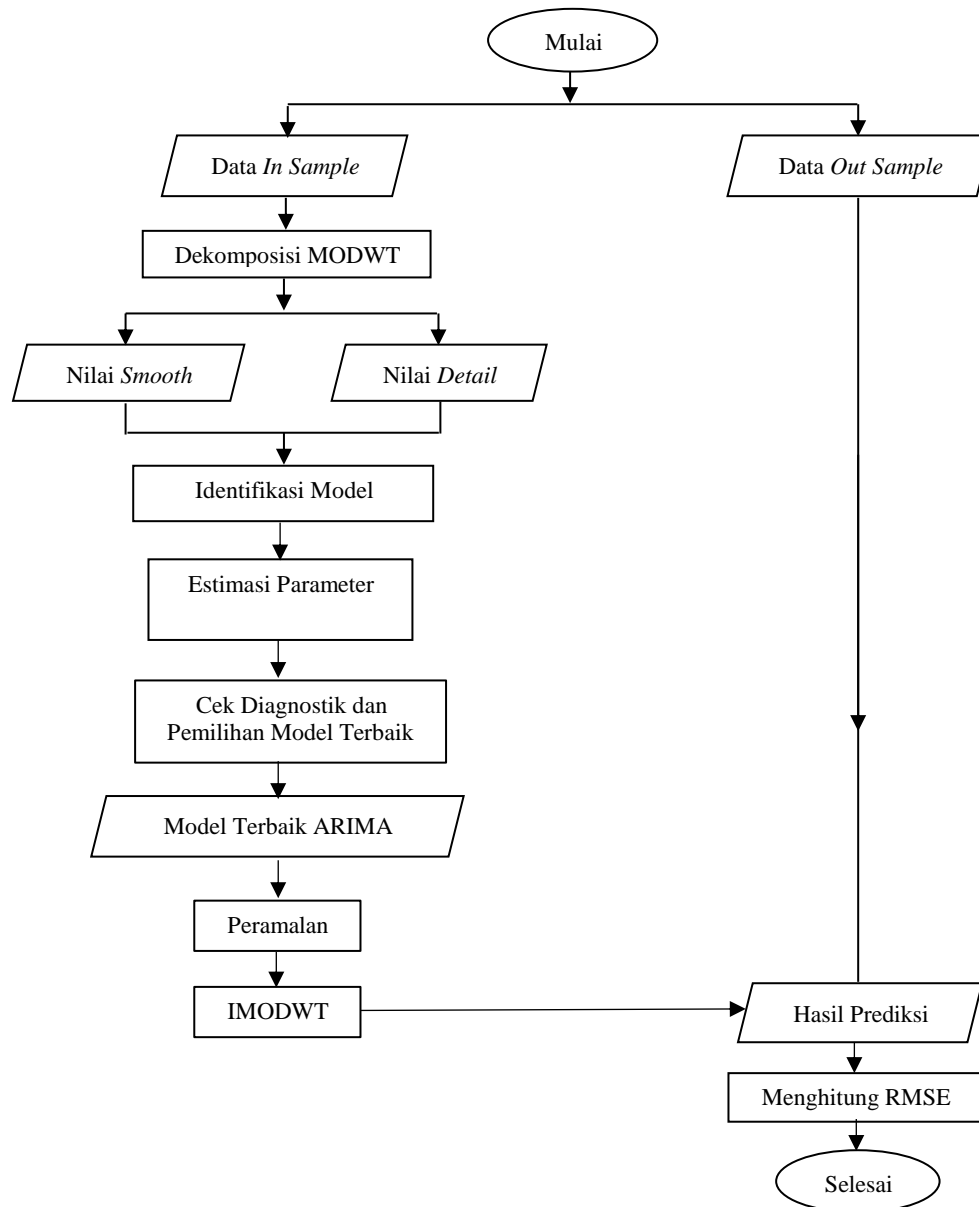 Mulai
Data In Sample
Data Out Sample
Dekomposisi MODWT
Nilai Smooth
Nilai Detail
Identifikasi Model
Estimasi Parameter
Cek Diagnostik dan
Pemilihan Model Terbaik
Model Terbaik ARIMA
Peramalan
IMODWT
Hasil Prediksi
Menghitung RMSE
Selesai